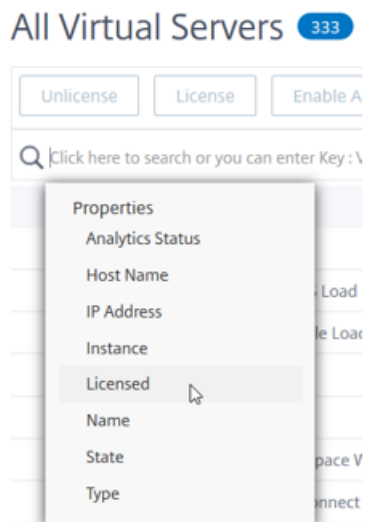 All Virtual Servers 333
Unlicense License Enable A
Click here to search or you can enter Key : V
Properties
Analytics Status
Host Name
IP Address
Load
Instance
le Load
Licensed
Name
State
pace W
Type
nnect